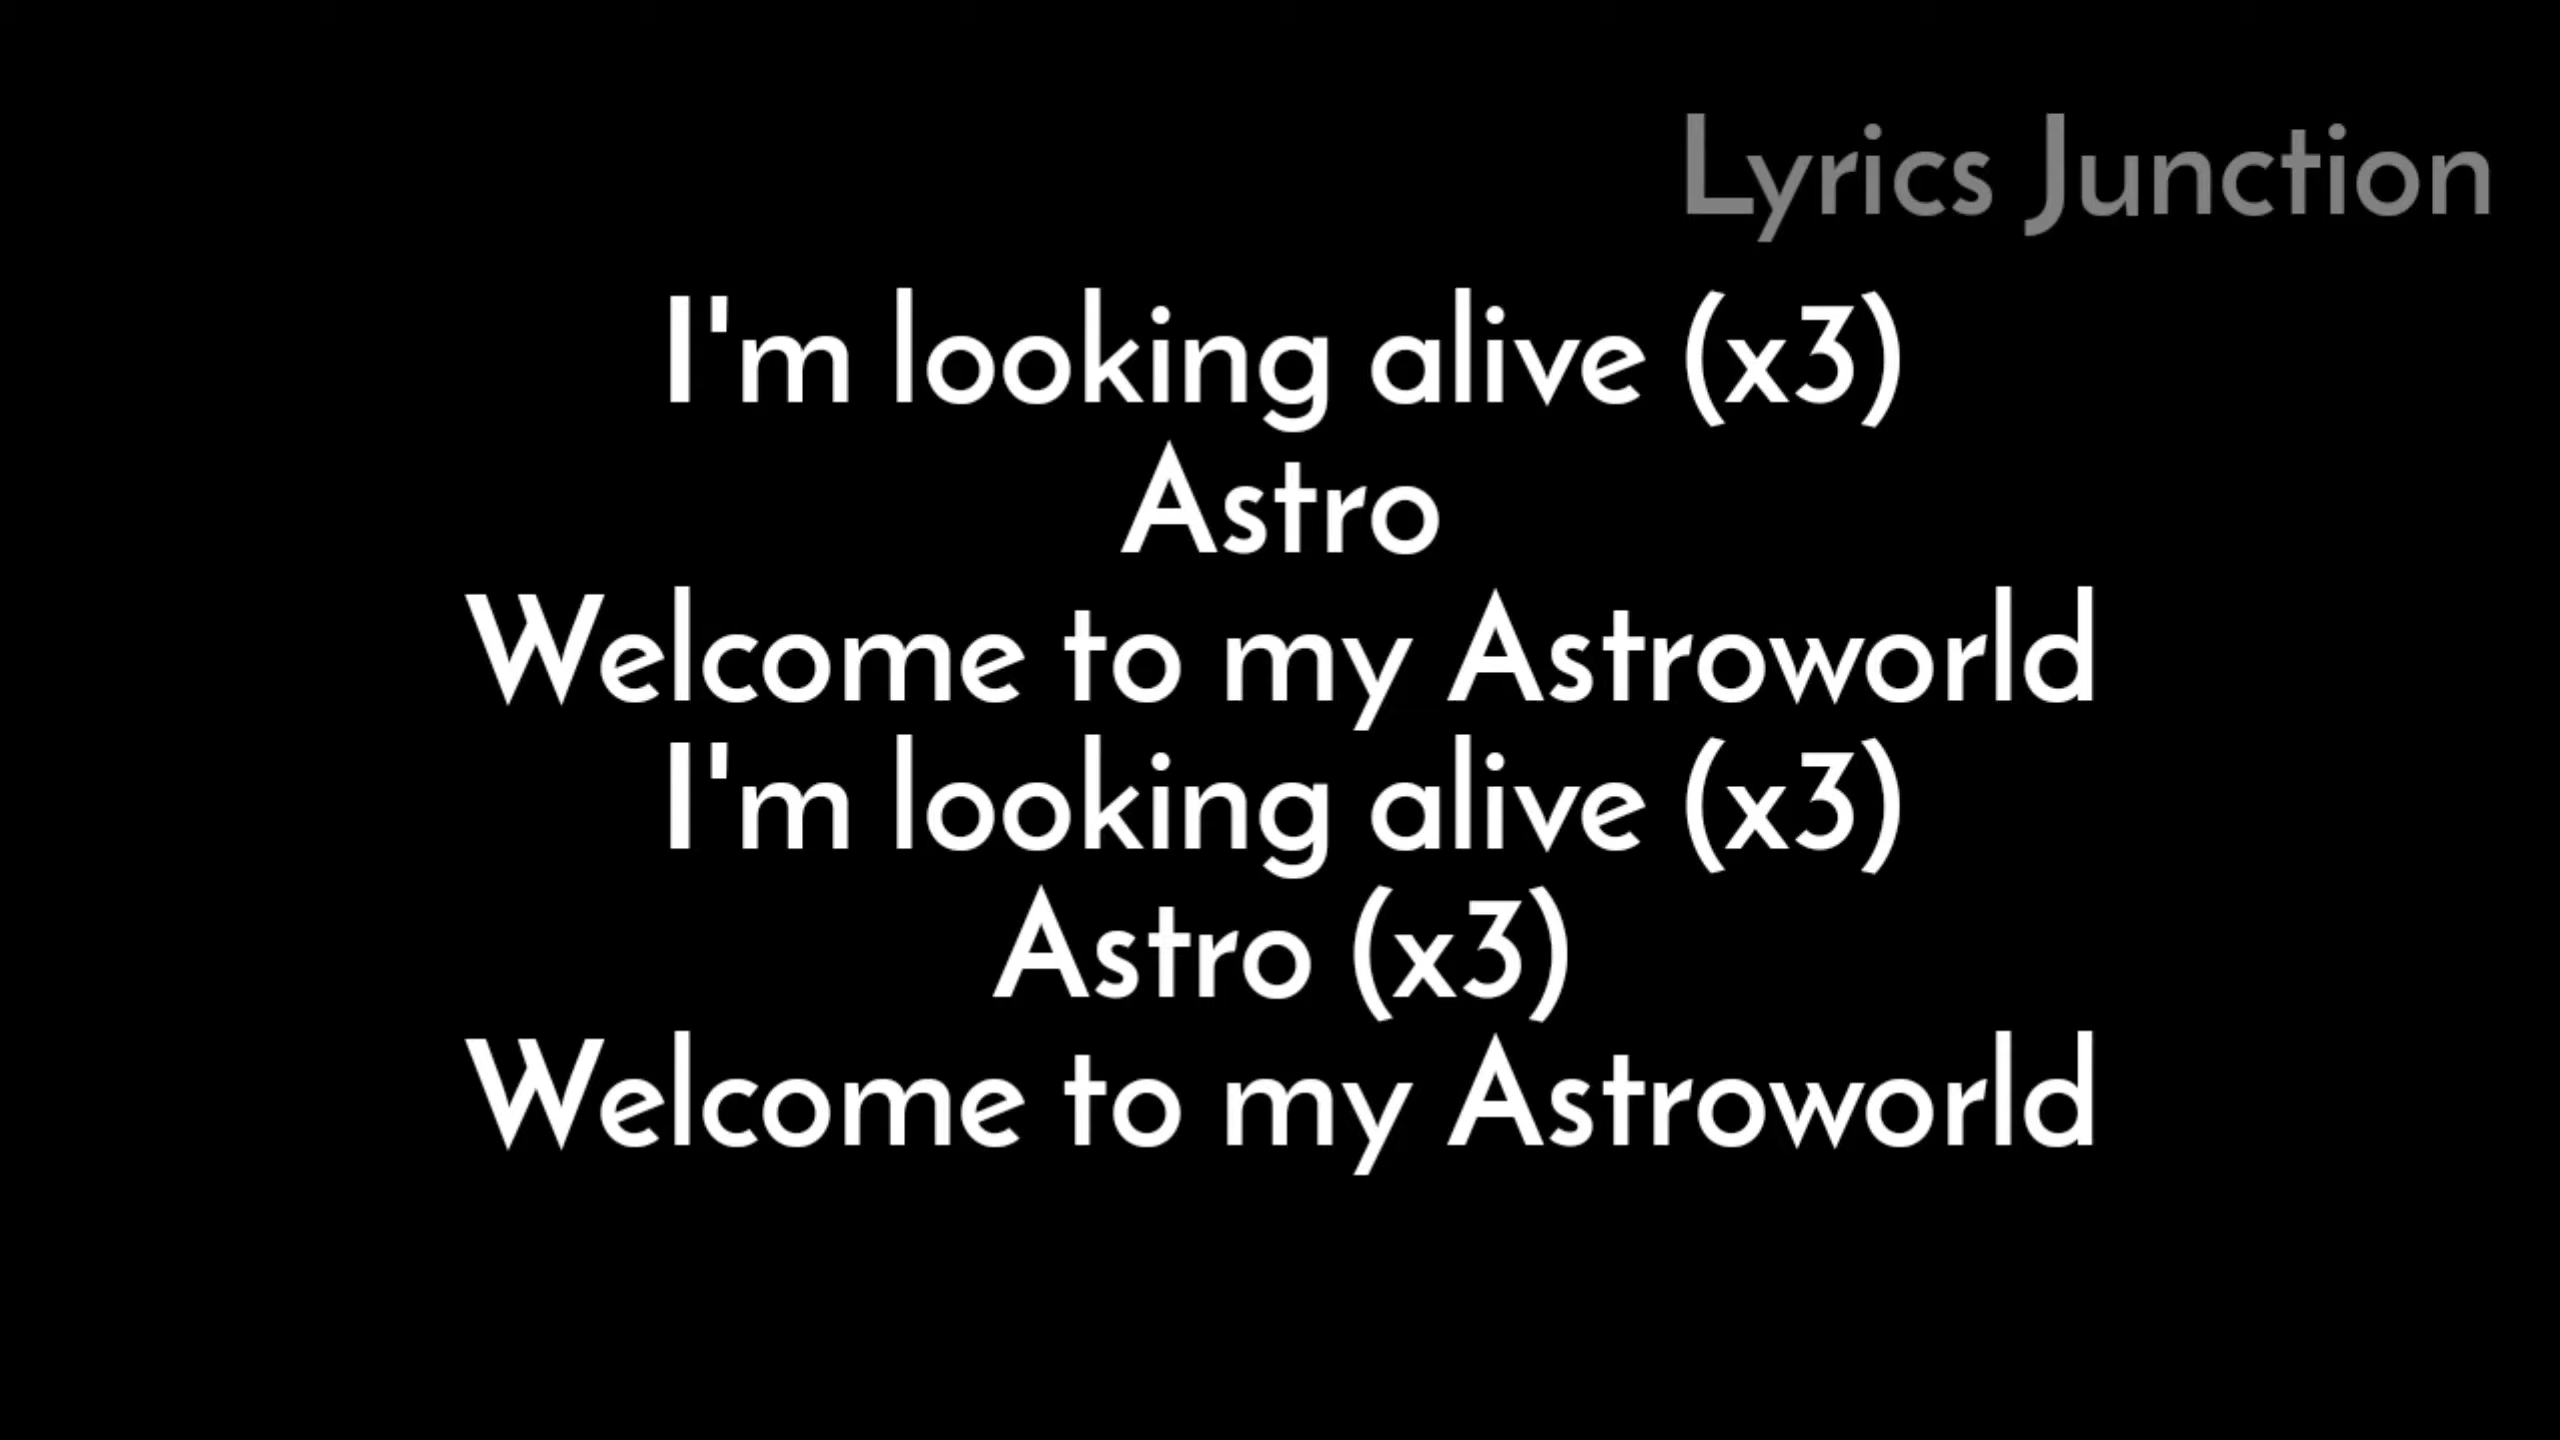 Lyrics Junction
I'm looking alive (x3)
Astro
Welcome to my Astroworld
I'm looking alive (x3)
Astro (x3)
Welcome to my Astroworld